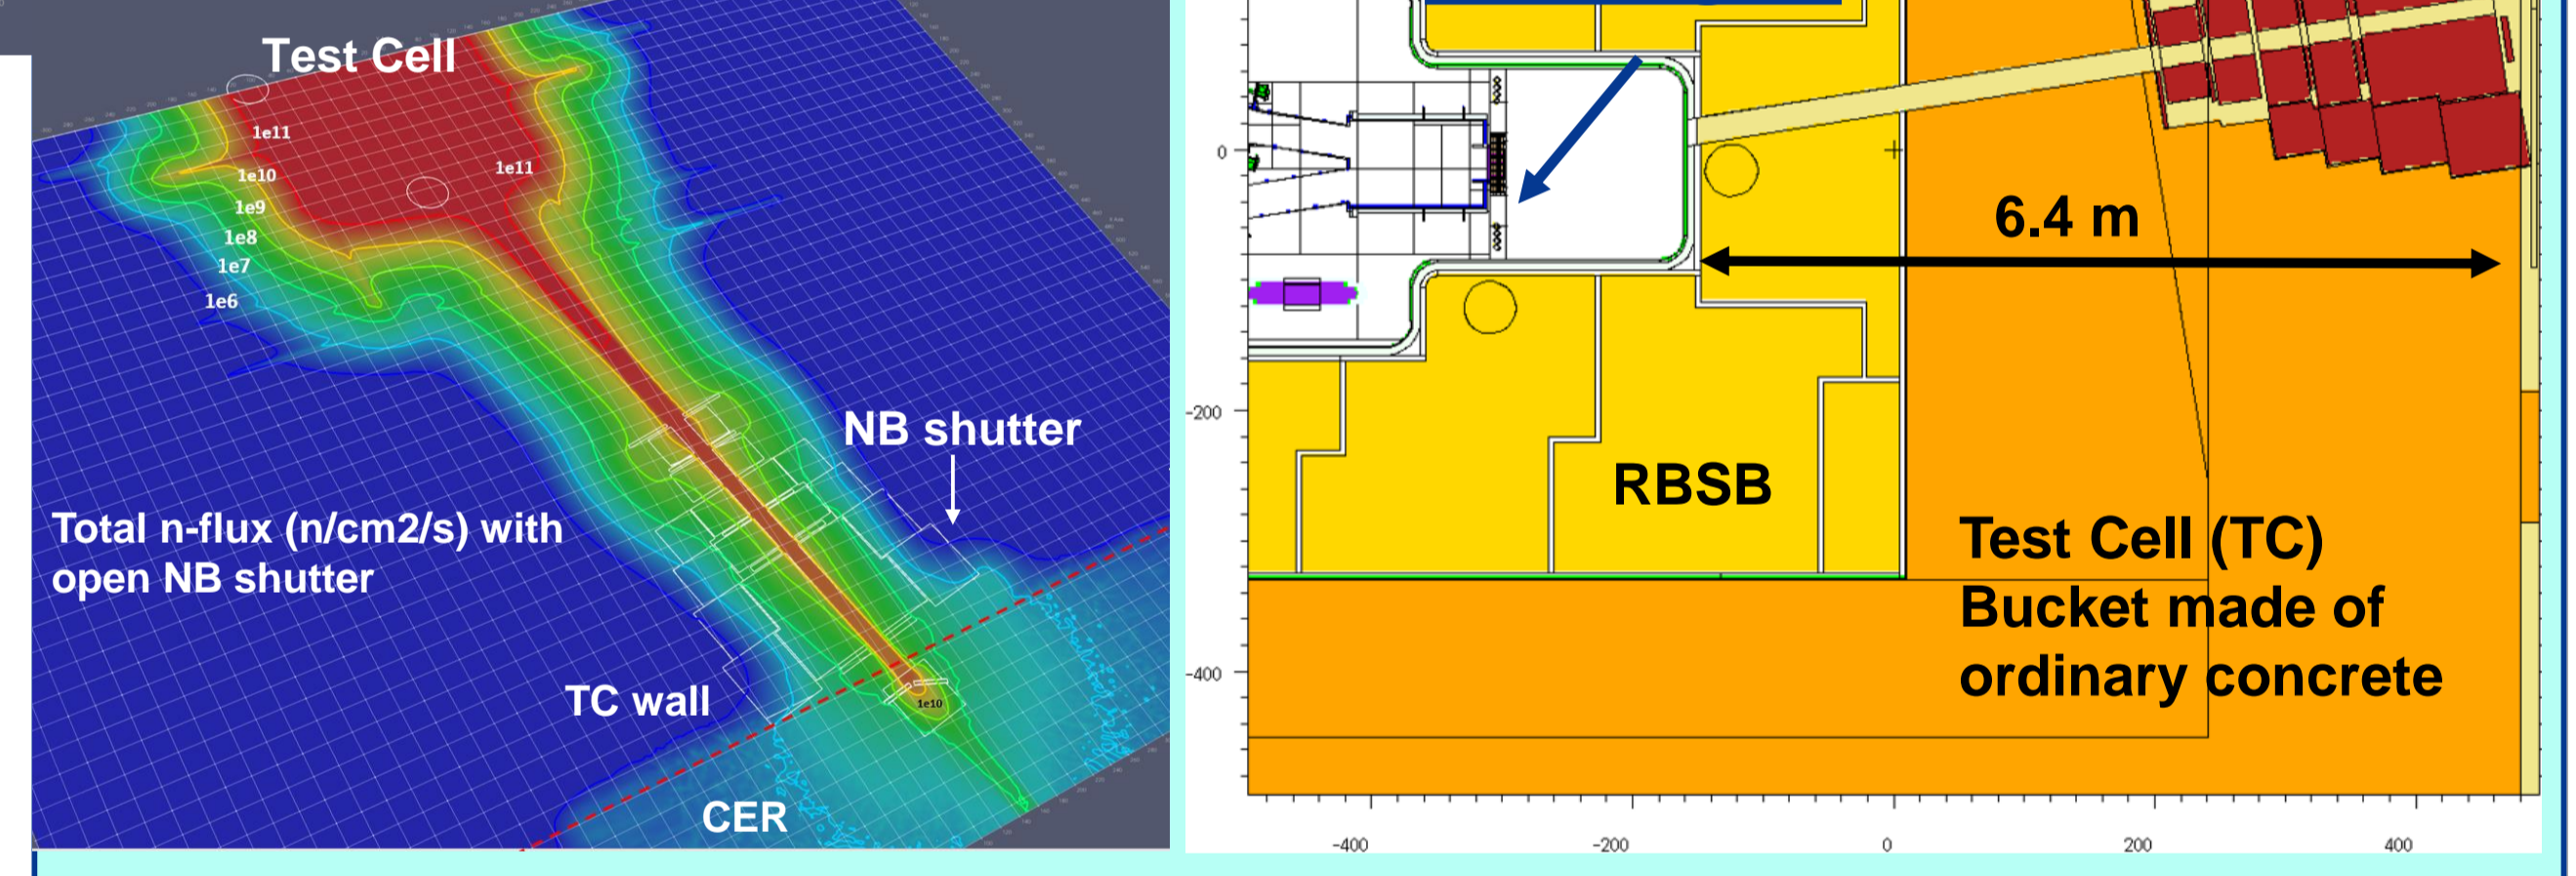 Test Cell
1e11
1e11
1e10
1e9
1e8
1e7
1e6
NB shutter
Total n-flux (n/cm2/s) with
open NB shutter
TC wall
1e10
CER
0
6.4 m
-200
RBSB
Test Cell (TC)
Bucket made of
ordinary concrete
-400
-400
-200
0
200
400